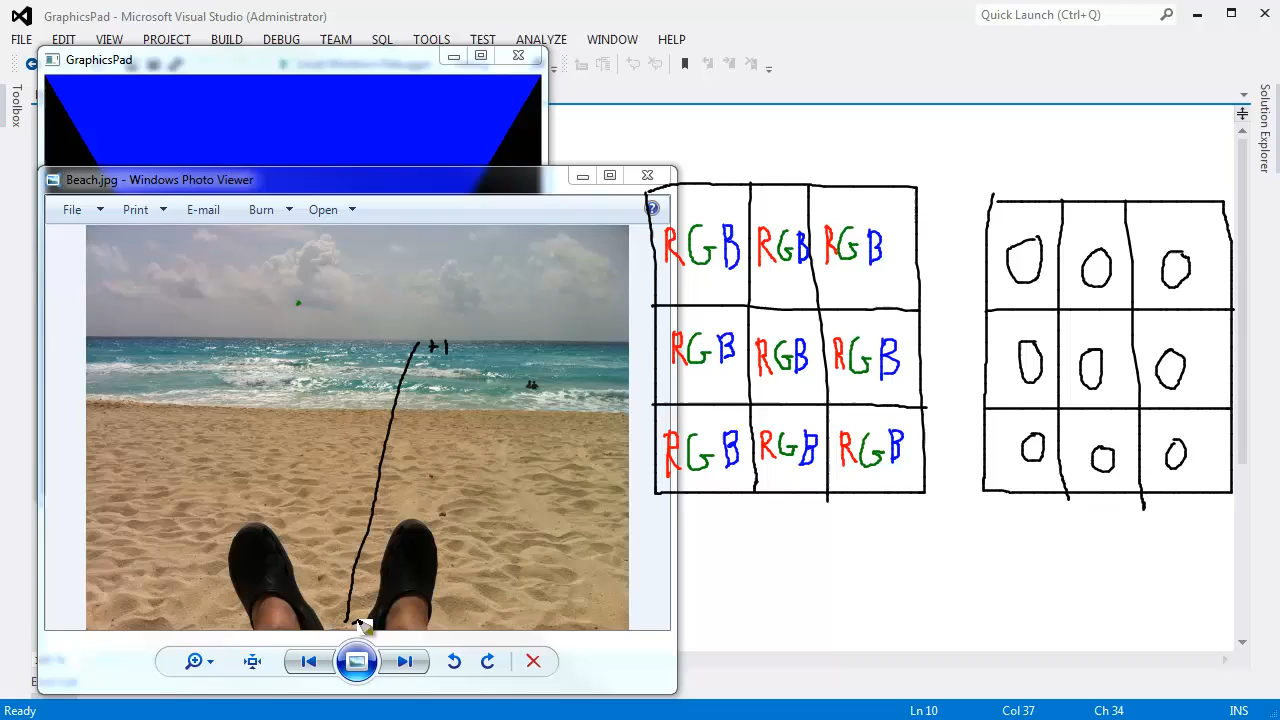 GraphicsPad - Microsoft Visual Studio (Administrator)
Quick Launch (Ctrl+Q)
FILE EDIT VIEW PROJECT BUILD DEBUG TEAM SQL TOOLS TEST ANALYZE WINDOW HELP
GraphicsPad
Toolbox
Solution Explorer
Beach.jpg - Windows Photo Viewer
File Print E-mail Burn Open
+1
RGB RGB RGB
RGB RGB RGB
RGB RGB RGB
0 0 0
0 0 0
0 0 0
Ready Ln 10 Col 37 Ch 34 INS